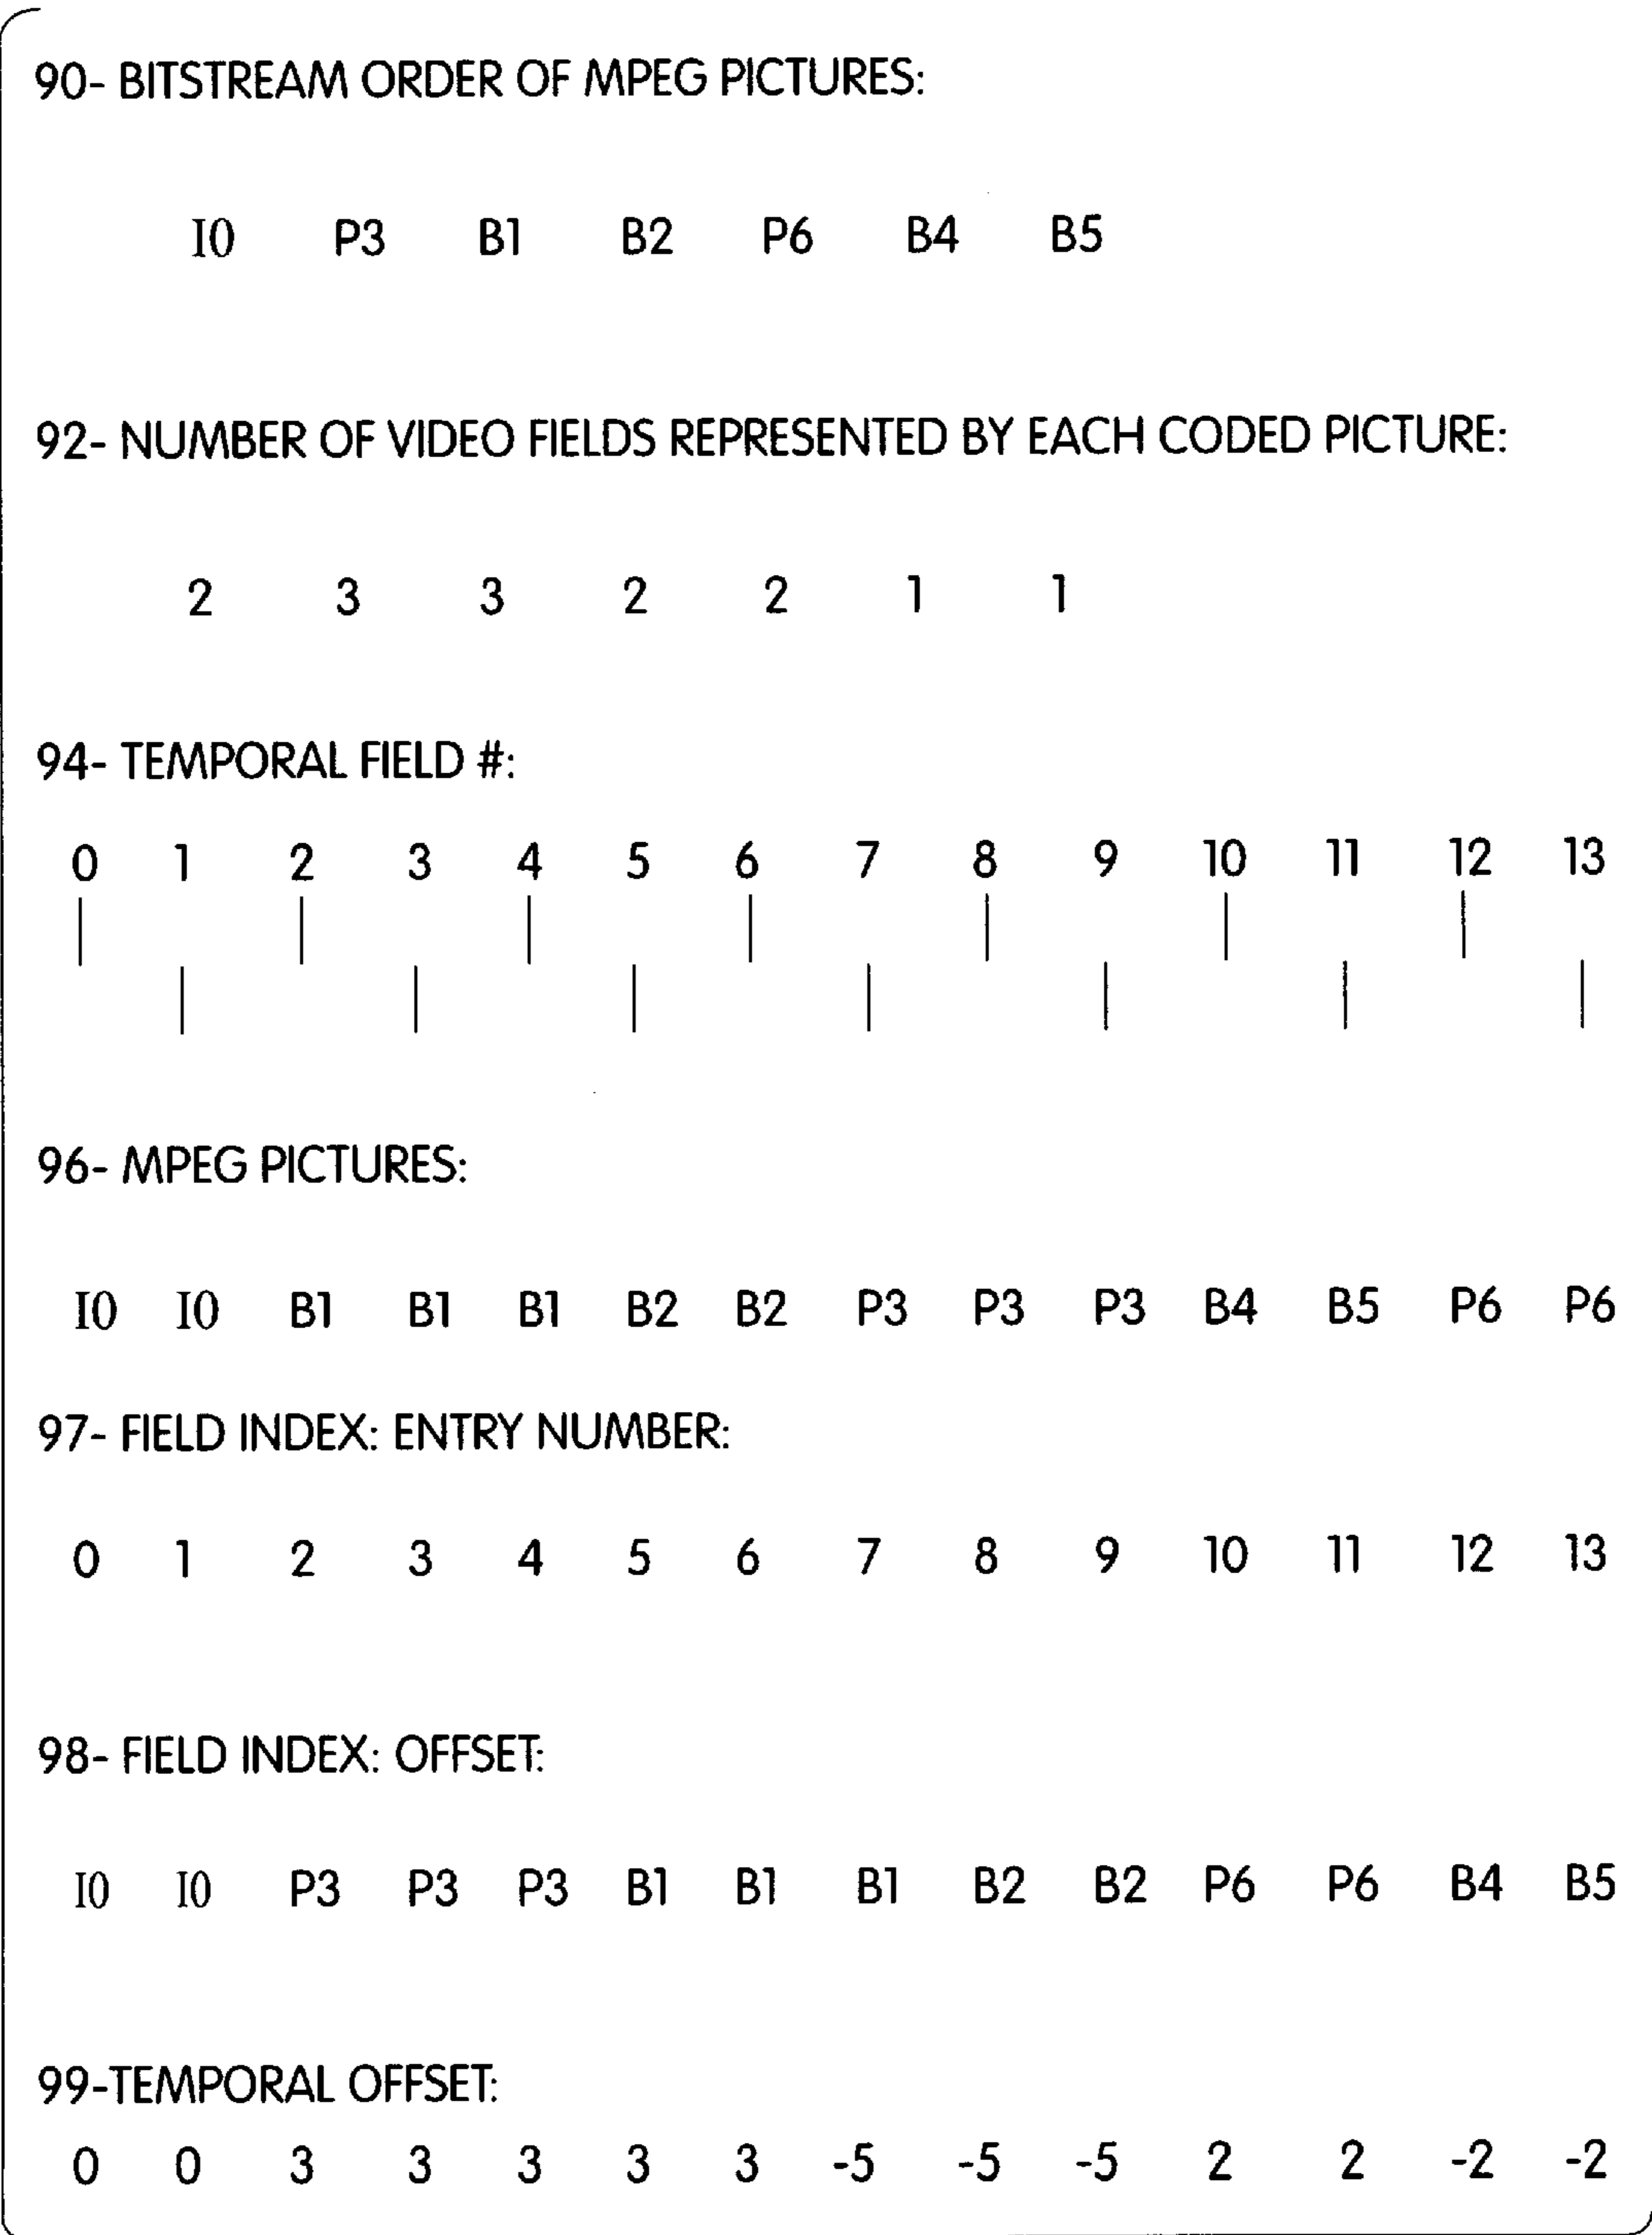 90- BITSTREAM ORDER OF MPEG PICTURES:
I0 P3 B1 B2 P6 B4 B5
92- NUMBER OF VIDEO FIELDS REPRESENTED BY EACH CODED PICTURE:
2 3 3 2 2 1 1
94- TEMPORAL FIELD #:
0 1 2 3 4 5 6 7 8 9 10 11 12 13
96- MPEG PICTURES:
I0 I0 B1 B1 B1 B2 B2 P3 P3 P3 B4 B5 P6 P6
97- FIELD INDEX: ENTRY NUMBER:
0 1 2 3 4 5 6 7 8 9 10 11 12 13
98- FIELD INDEX: OFFSET:
I0 I0 P3 P3 P3 B1 B1 B1 B2 B2 P6 P6 B4 B5
99-TEMPORAL OFFSET:
0 0 3 3 3 3 3 -5 -5 -5 2 2 -2 -2